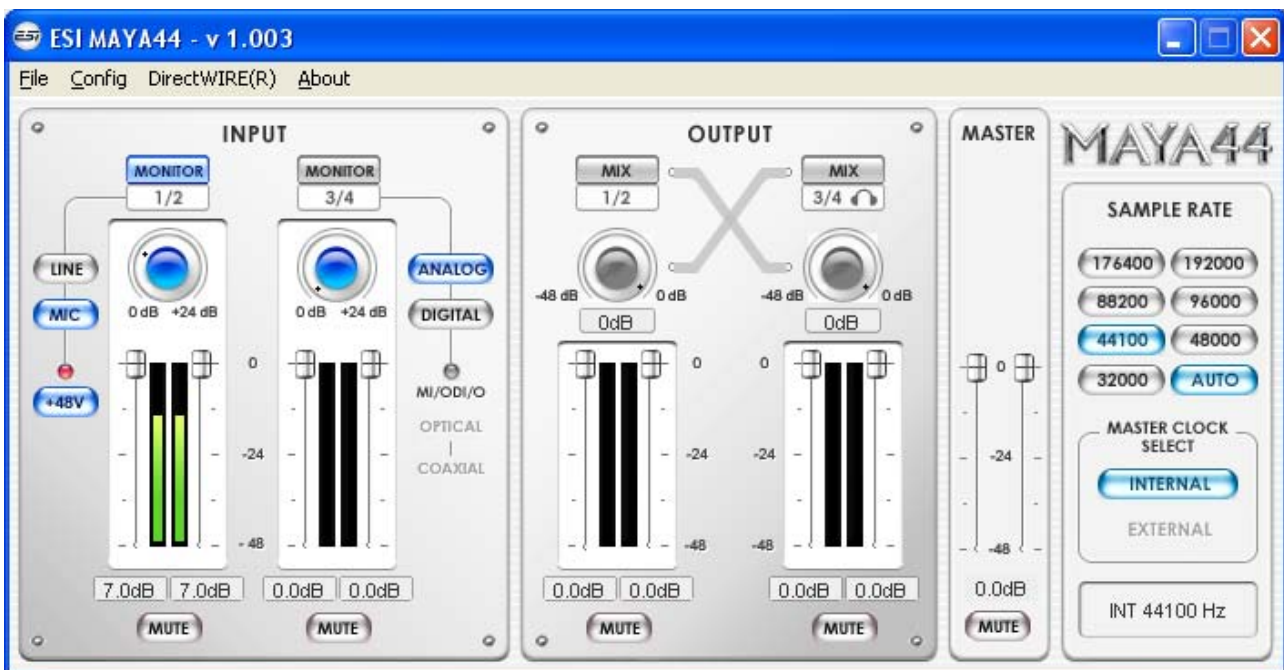 ESI MAYA44 - v 1.003
File Config DirectWIRE(R) About
INPUT
MONITOR
1/2
MONITOR
3/4
LINE
MIC
+48V
0 dB +24 dB
0 dB +24 dB
ANALOG
DIGITAL
MI/ODI/O
OPTICAL
COAXIAL
0
-24
-48
7.0dB 7.0dB
0.0dB 0.0dB
MUTE
MUTE
OUTPUT
MIX
1/2
MIX
3/4
-48 dB 0 dB
0dB
-48 dB 0 dB
0dB
0
-24
-48
0
-24
-48
0.0dB 0.0dB
0.0dB 0.0dB
MUTE
MUTE
MASTER
0
-24
-48
0.0dB
MUTE
MAYA44
SAMPLE RATE
176400 192000
88200 96000
44100 48000
32000 AUTO
MASTER CLOCK
SELECT
INTERNAL
EXTERNAL
INT 44100 Hz